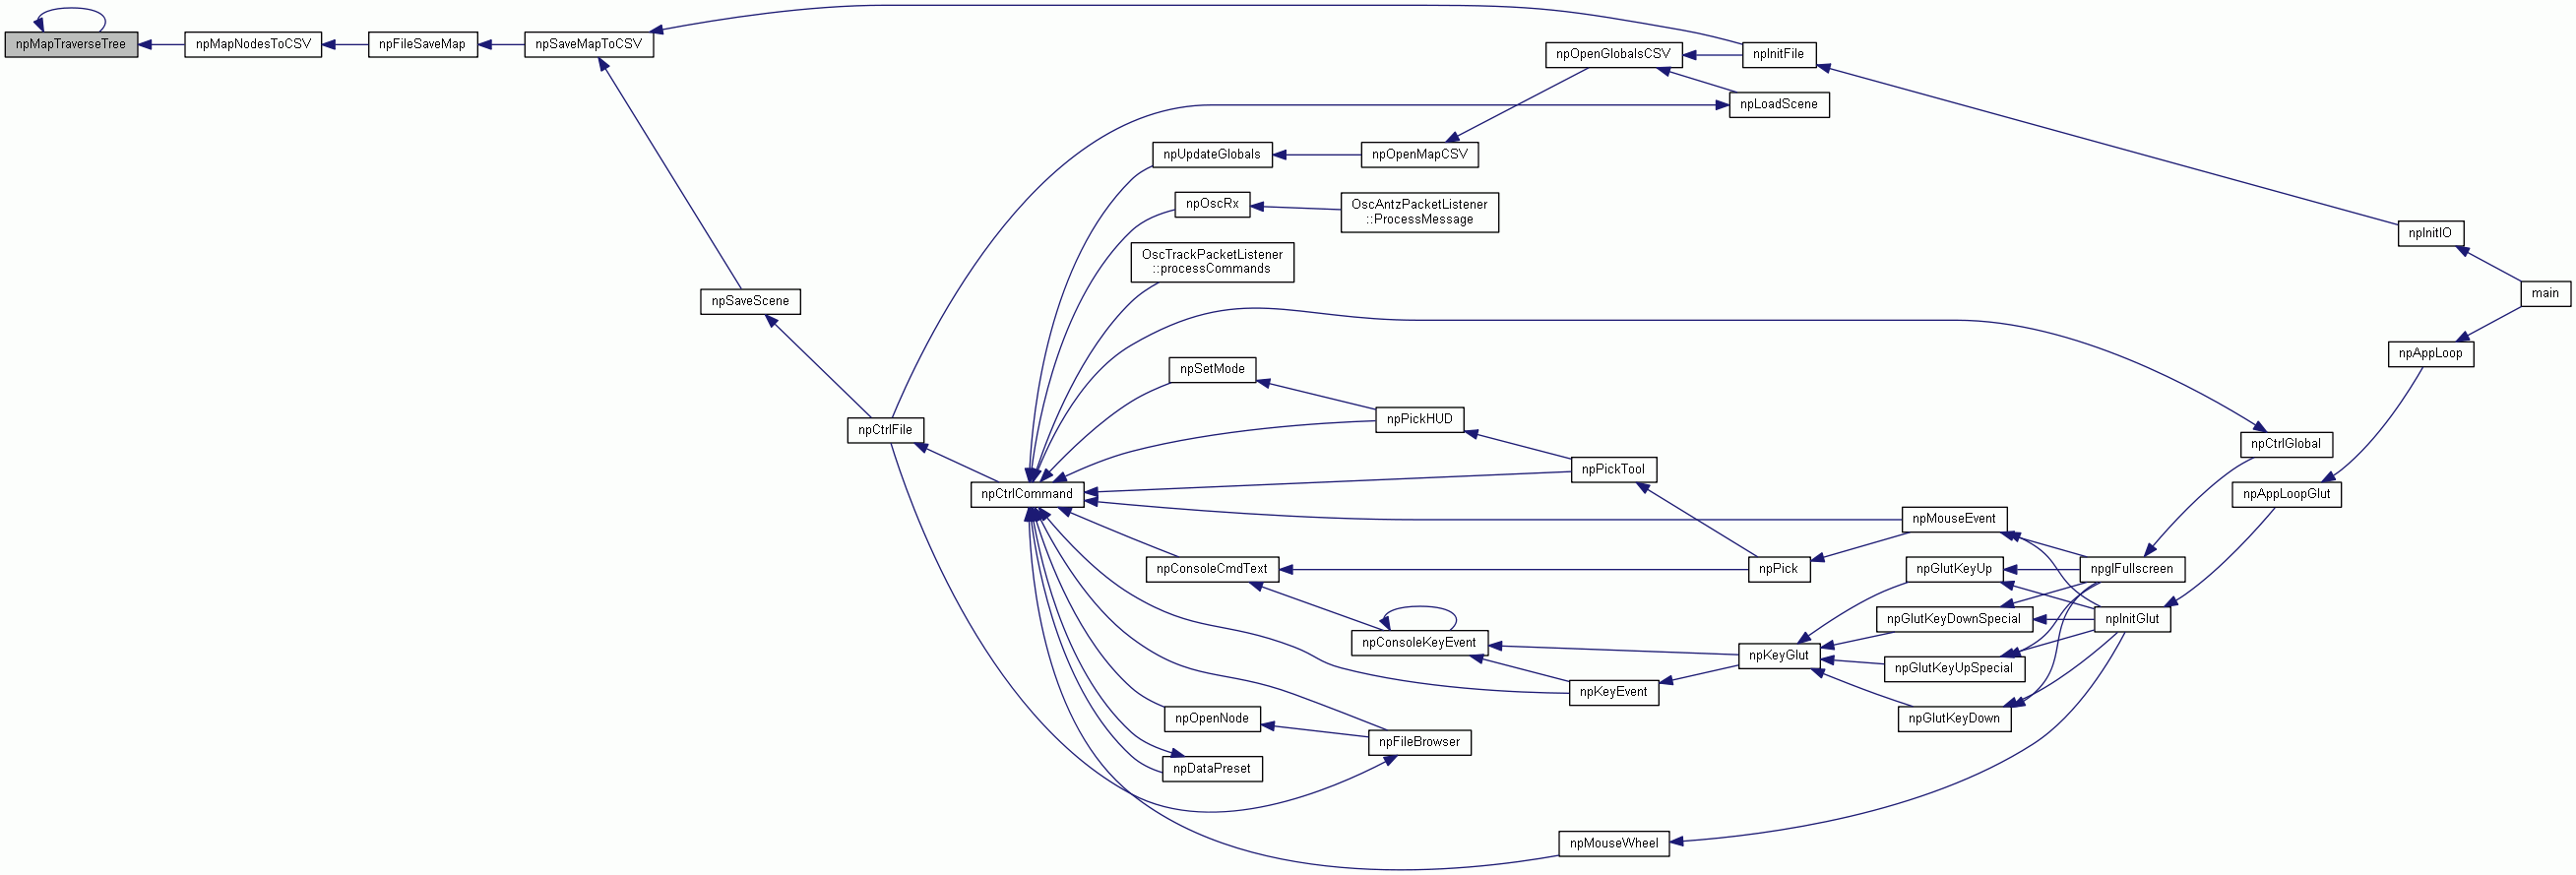 npMapTraverseTree
npMapNodesToCSV
npFileSaveMap
npSaveMapToCSV
npSaveScene
npCtrlFile
npCtrlCommand
npOpenGlobalsCSV
npInitFile
npLoadScene
npUpdateGlobals
npOpenMapCSV
npOscRx
OscAntzPacketListener
::ProcessMessage
OscTrackPacketListener
::processCommands
npSetMode
npPickHUD
npPickTool
npMouseEvent
npConsoleCmdText
npPick
npConsoleKeyEvent
npKeyGlut
npKeyEvent
npOpenNode
npFileBrowser
npDataPreset
npMouseWheel
npGlutKeyUp
npGlutKeyDownSpecial
npGlutKeyUpSpecial
npGlutKeyDown
npglFullscreen
npInitGlut
npCtrlGlobal
npAppLoopGlut
npAppLoop
npInitIO
main